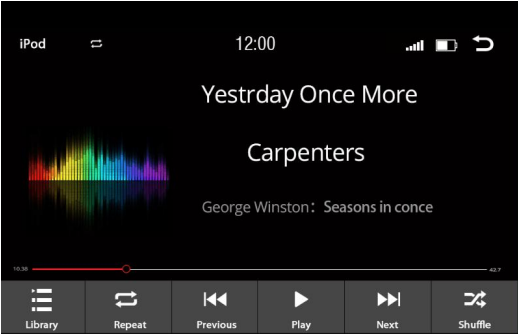 iPod 12:00
Yestrday Once More
Carpenters
George Winston: Seasons in conce
10.38 42.7
Library Repeat Previous Play Next Shuffle